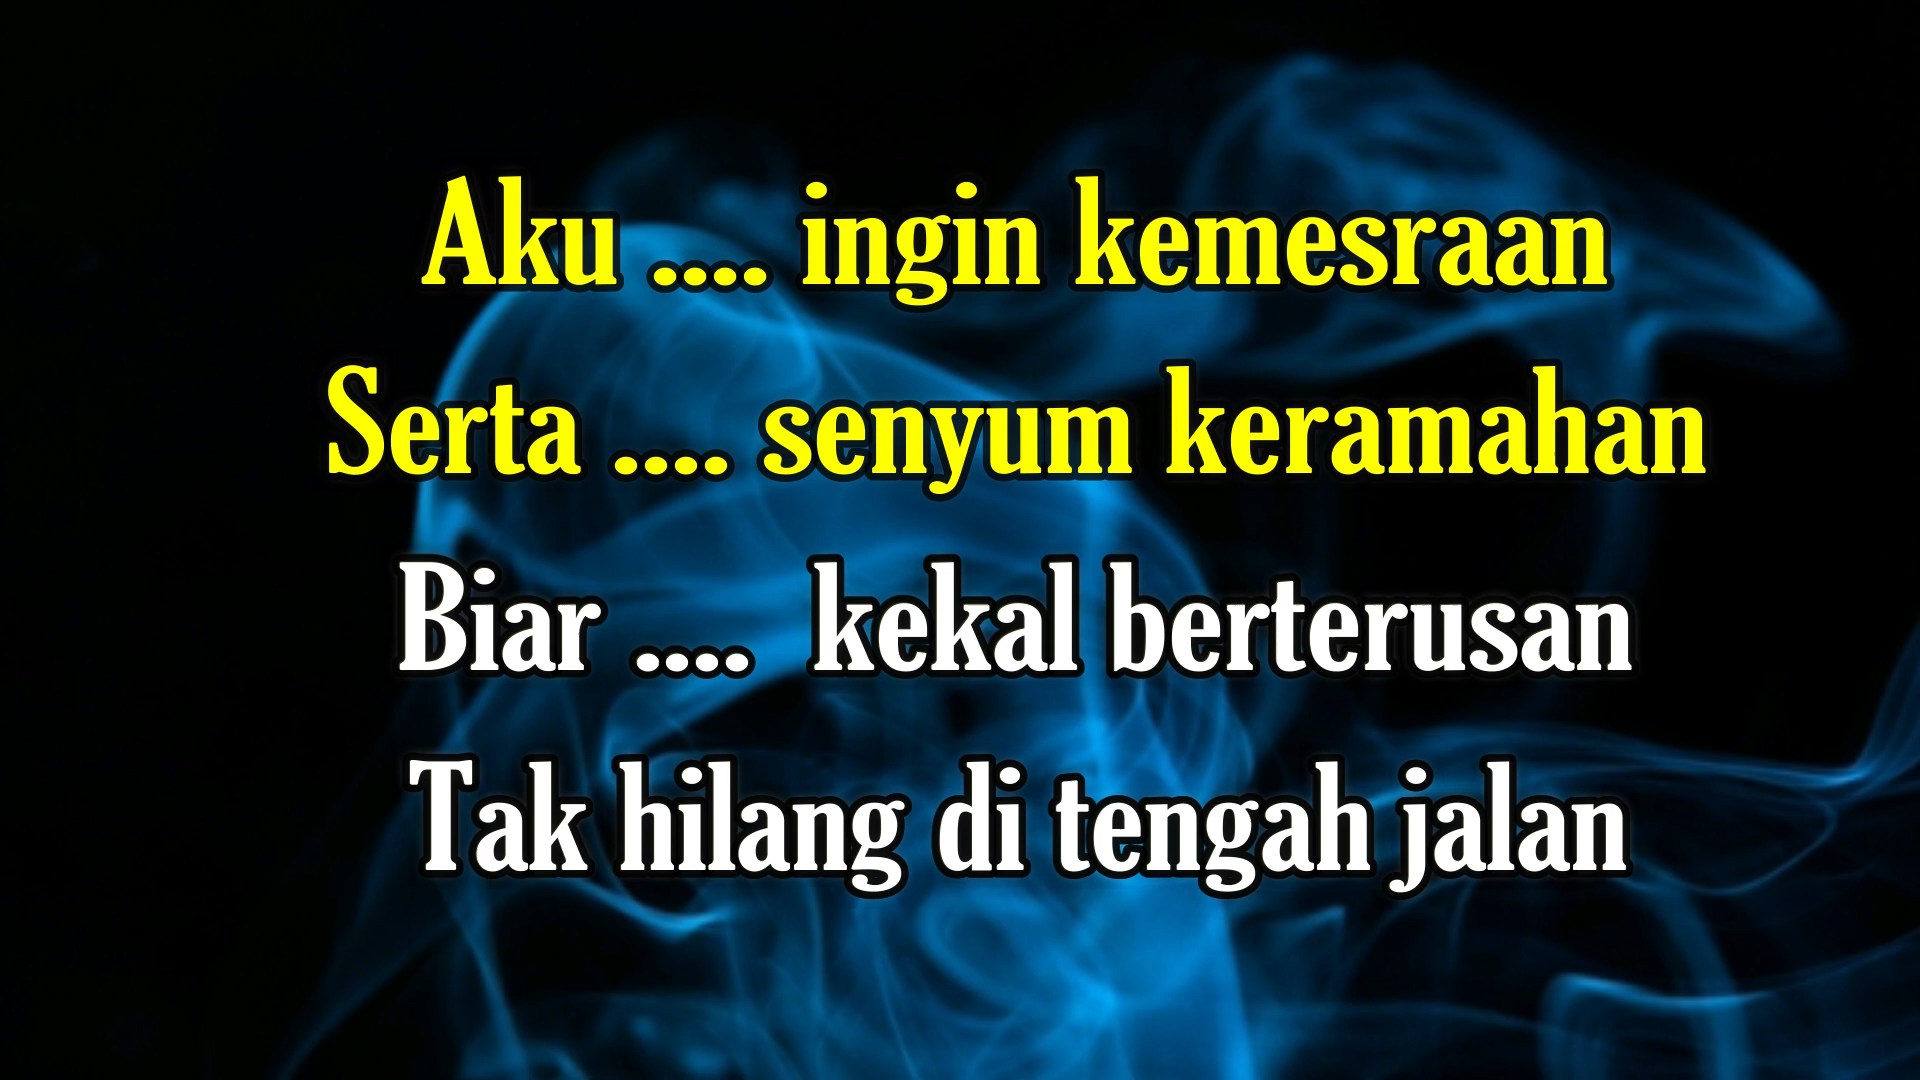 Aku .... ingin kemesraan
Serta .... senyum keramahan
Biar ....  kekal berterusan
Tak hilang di tengah jalan